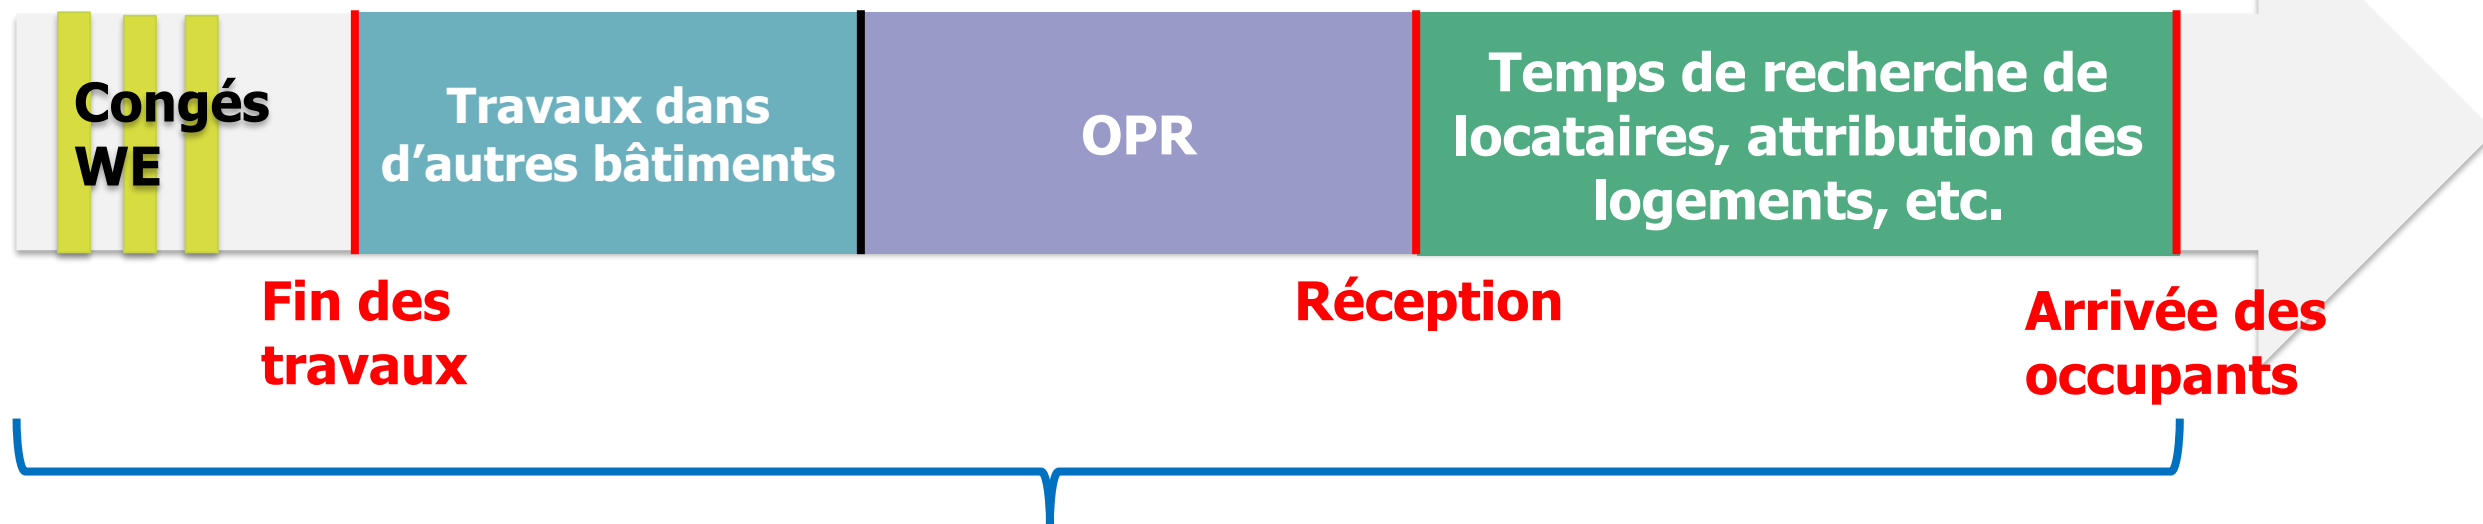 Congés
WE
Travaux dans
d’autres bâtiments
OPR
Temps de recherche de
locataires, attribution des
logements, etc.
Fin des
travaux
Réception
Arrivée des
occupants